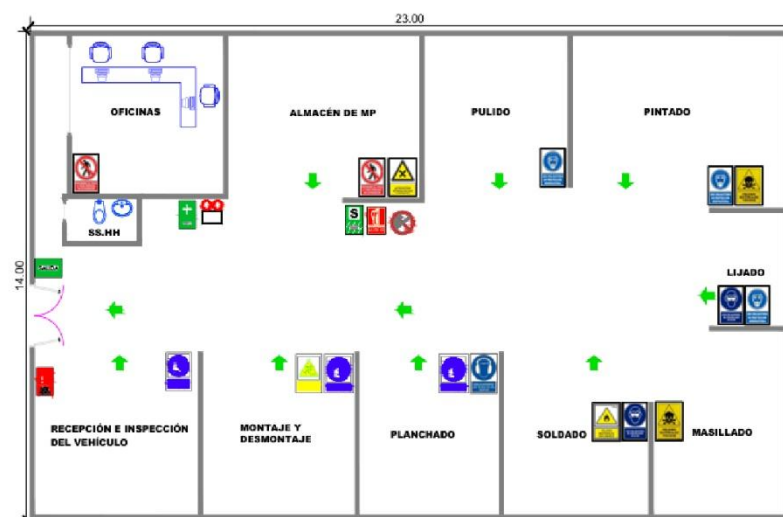 23.00
OFICINAS
ALMACÉN DE MP
PULIDO
PINTADO
SS.HH
S
SALIDA
14.00
LIJADO
RECEPCIÓN E INSPECCIÓN
DEL VEHÍCULO
MONTAJE Y
DESMONTAJE
PLANCHADO
SOLDADO
MASILLADO